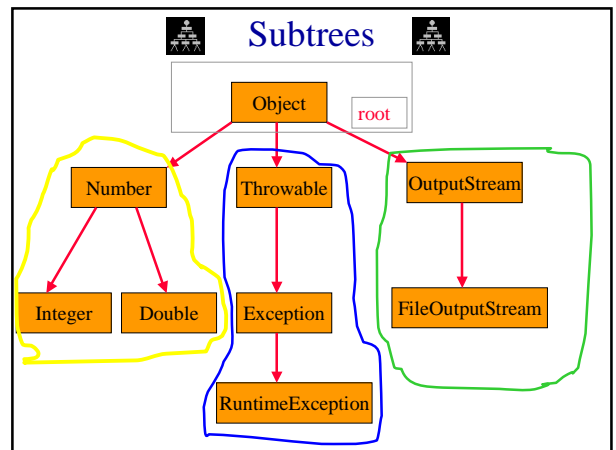 Subtrees
Object
root
Number
Throwable
OutputStream
Integer
Double
Exception
FileOutputStream
RuntimeException